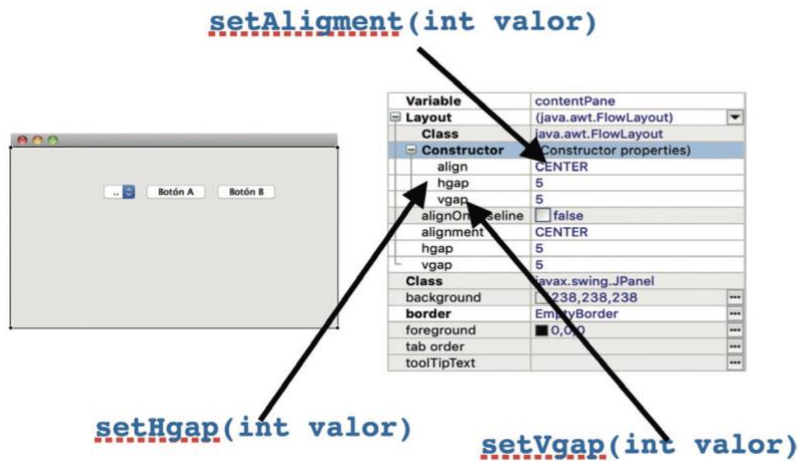 setAligment(int valor)
Variable contentPane
Layout (java.awt.FlowLayout)
Class java.awt.FlowLayout
Constructor (Constructor properties)
align CENTER
hgap 5
vgap 5
alignOn seline false
alignment CENTER
hgap 5
vgap 5
Class javax.swing.JPanel
background 238,238,238
border EmptyBorder
foreground 0,0,0
tab order
toolTipText
.. Botón A Botón B
setHgap(int valor)
setVgap(int valor)